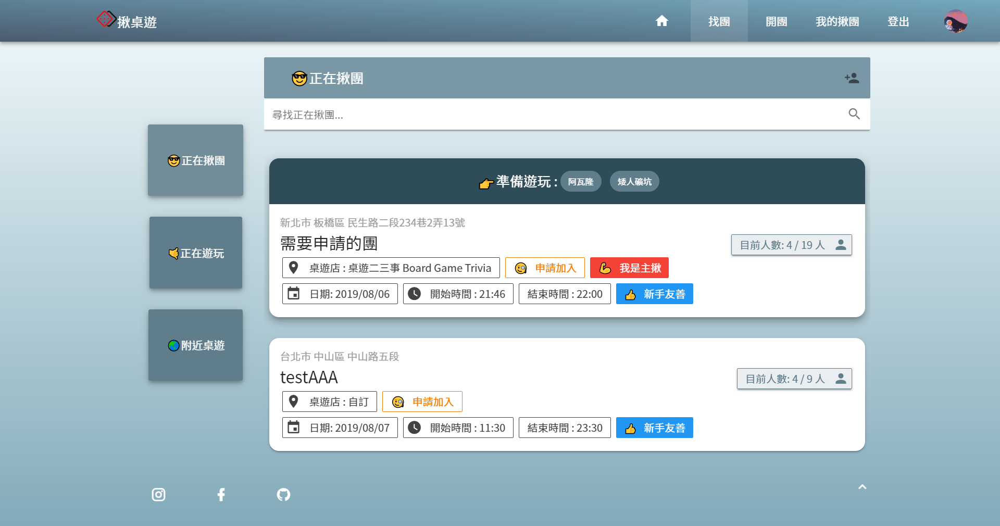 揪桌遊
找團
開團
我的揪團
登出
正在揪團
尋找正在揪團...
正在揪團
正在遊玩
附近桌遊
準備遊玩 : 阿瓦隆 矮人礦坑
新北市 板橋區 民生路二段234巷2弄13號
需要申請的團
目前人數: 4 / 19 人
桌遊店 : 桌遊二三事 Board Game Trivia
申請加入
我是主揪
日期: 2019/08/06
開始時間 : 21:46
結束時間 : 22:00
新手友善
台北市 中山區 中山路五段
testAAA
目前人數: 4 / 9 人
桌遊店 : 自訂
申請加入
日期: 2019/08/07
開始時間 : 11:30
結束時間 : 23:30
新手友善